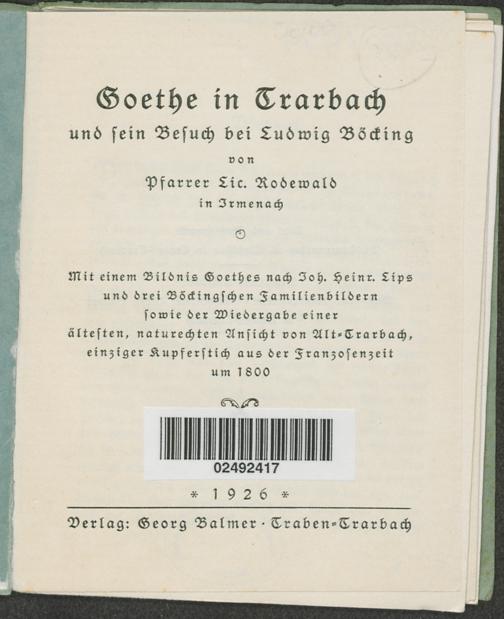 Goethe in Trarbach
und sein Besuch bei Ludwig Böcking
von
Pfarrer Lic. Rodewald
in Irmenach
Mit einem Bildnis Goethes nach Joh. Heinr. Lips
und drei Böckingschen Familienbildern
sowie der Wiedergabe einer
ältesten, naturechten Ansicht von Alt-Trarbach,
einziger Kupferstich aus der Franzosenzeit
um 1800
02492417
* 1926 *
Verlag: Georg Balmer · Traben-Trarbach